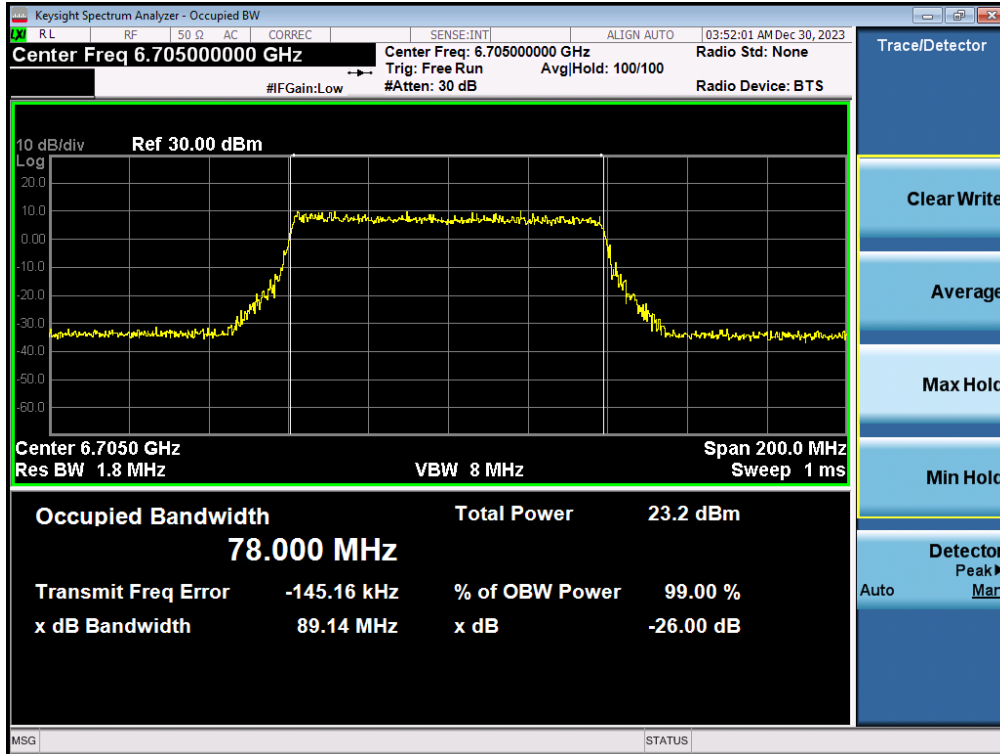 Keysight Spectrum Analyzer - Occupied BW
LXI RL RF 50 Ω AC CORREC SENSE:INT ALIGN AUTO 03:52:01 AM Dec 30, 2023
Center Freq 6.705000000 GHz
Center Freq: 6.705000000 GHz Radio Std: None
Trig: Free Run Avg|Hold: 100/100
#IFGain:Low #Atten: 30 dB Radio Device: BTS
10 dB/div Ref 30.00 dBm
Log
20.0
10.0
0.00
-10.0
-20.0
-30.0
-40.0
-50.0
-60.0
Center 6.7050 GHz Span 200.0 MHz
Res BW 1.8 MHz VBW 8 MHz Sweep 1 ms
Occupied Bandwidth Total Power 23.2 dBm
78.000 MHz
Transmit Freq Error -145.16 kHz % of OBW Power 99.00 %
x dB Bandwidth 89.14 MHz x dB -26.00 dB
Trace/Detector
Clear Write
Average
Max Hold
Min Hold
Detector
Peak
Auto Man
MSG STATUS